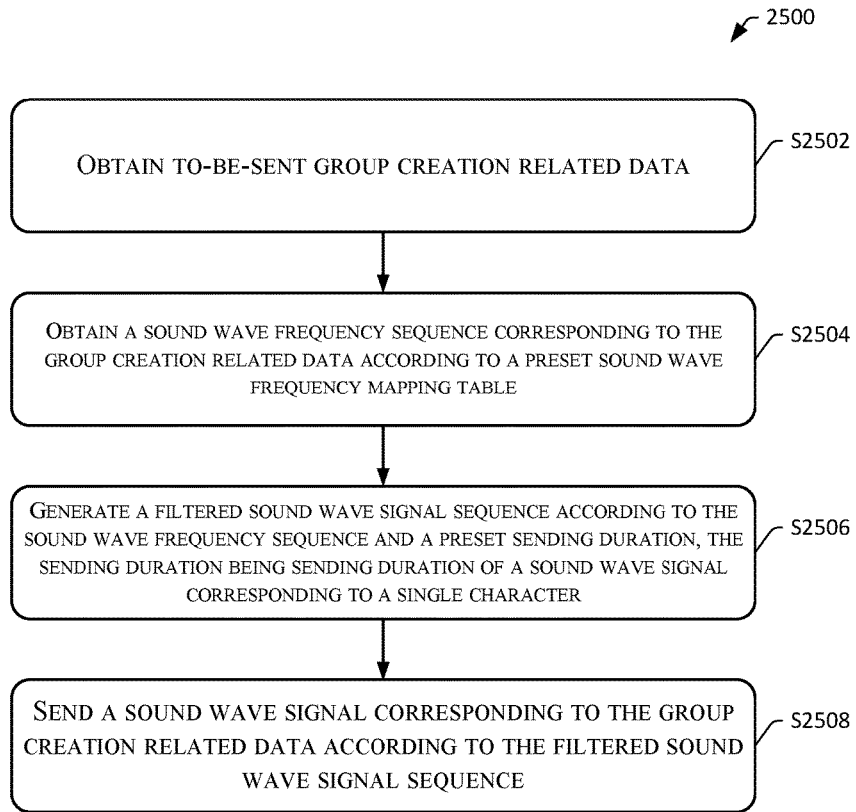 2500
OBTAIN TO-BE-SENT GROUP CREATION RELATED DATA
S2502
OBTAIN A SOUND WAVE FREQUENCY SEQUENCE CORRESPONDING TO THE
GROUP CREATION RELATED DATA ACCORDING TO A PRESET SOUND WAVE
FREQUENCY MAPPING TABLE
S2504
GENERATE A FILTERED SOUND WAVE SIGNAL SEQUENCE ACCORDING TO THE
SOUND WAVE FREQUENCY SEQUENCE AND A PRESET SENDING DURATION, THE
SENDING DURATION BEING SENDING DURATION OF A SOUND WAVE SIGNAL
CORRESPONDING TO A SINGLE CHARACTER
S2506
SEND A SOUND WAVE SIGNAL CORRESPONDING TO THE GROUP
CREATION RELATED DATA ACCORDING TO THE FILTERED SOUND
WAVE SIGNAL SEQUENCE
S2508